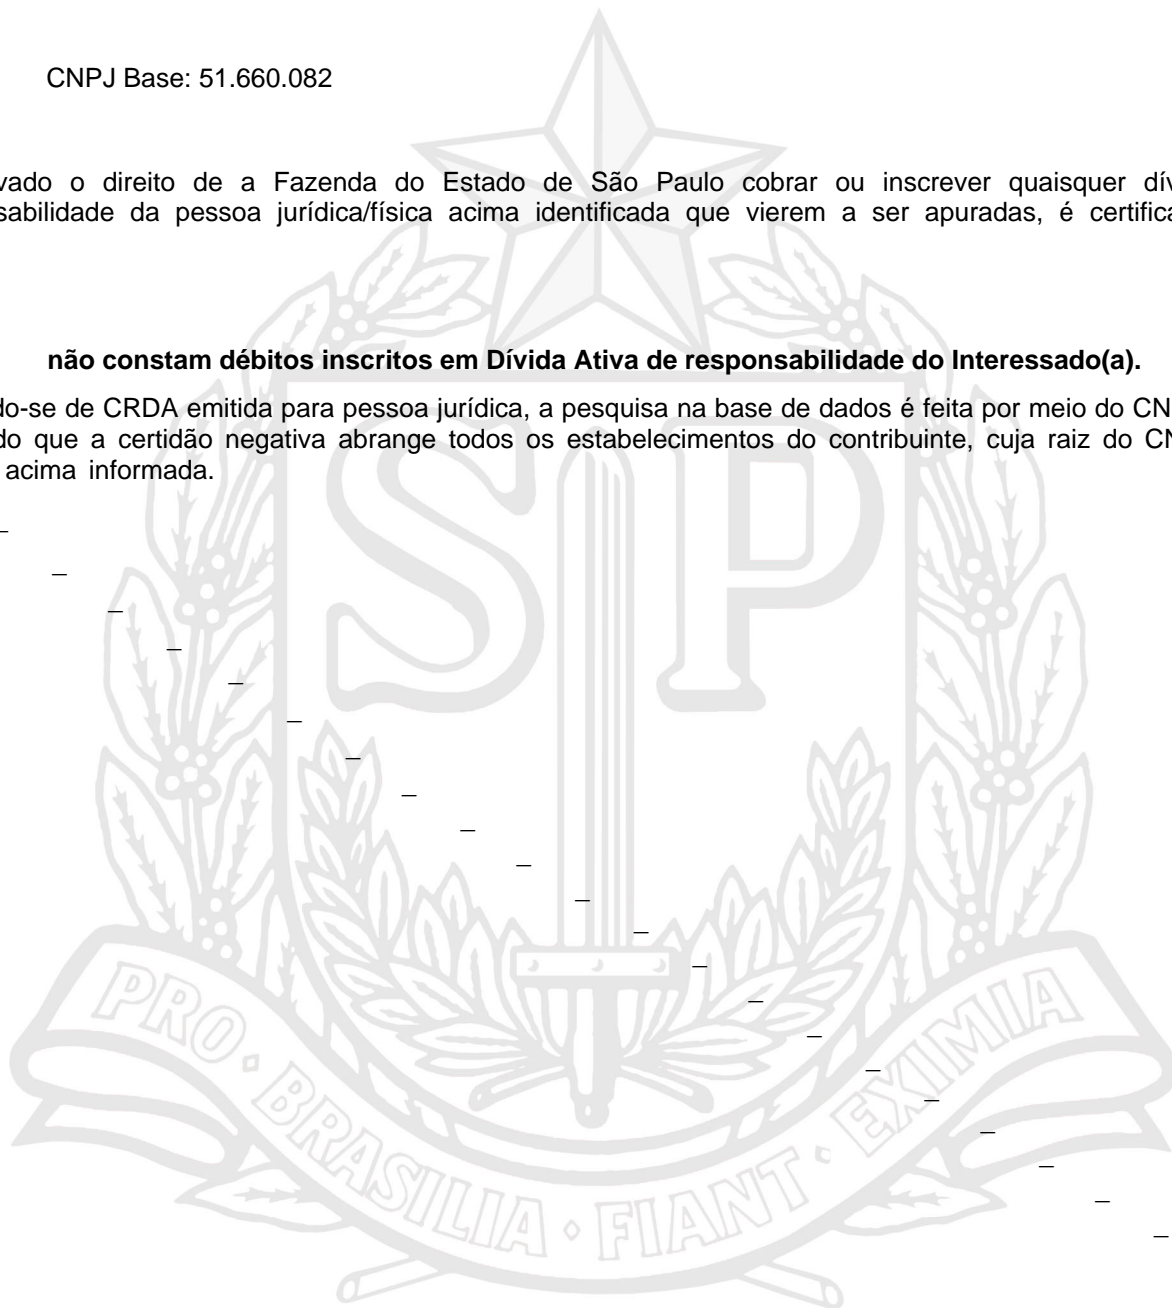 CNPJ Base: 51.660.082
vado o direito de a Fazenda do Estado de São Paulo cobrar ou inscrever quaisquer dív
sabilidade da pessoa jurídica/física acima identificada que vierem a ser apuradas, é certifica
não constam débitos inscritos em Dívida Ativa de responsabilidade do Interessado(a).
do-se de CRDA emitida para pessoa jurídica, a pesquisa na base de dados é feita por meio do CN
do que a certidão negativa abrange todos os estabelecimentos do contribuinte, cuja raiz do CN
acima informada.
SP
PRO • BRASILIA • FIANT • EXIMIA